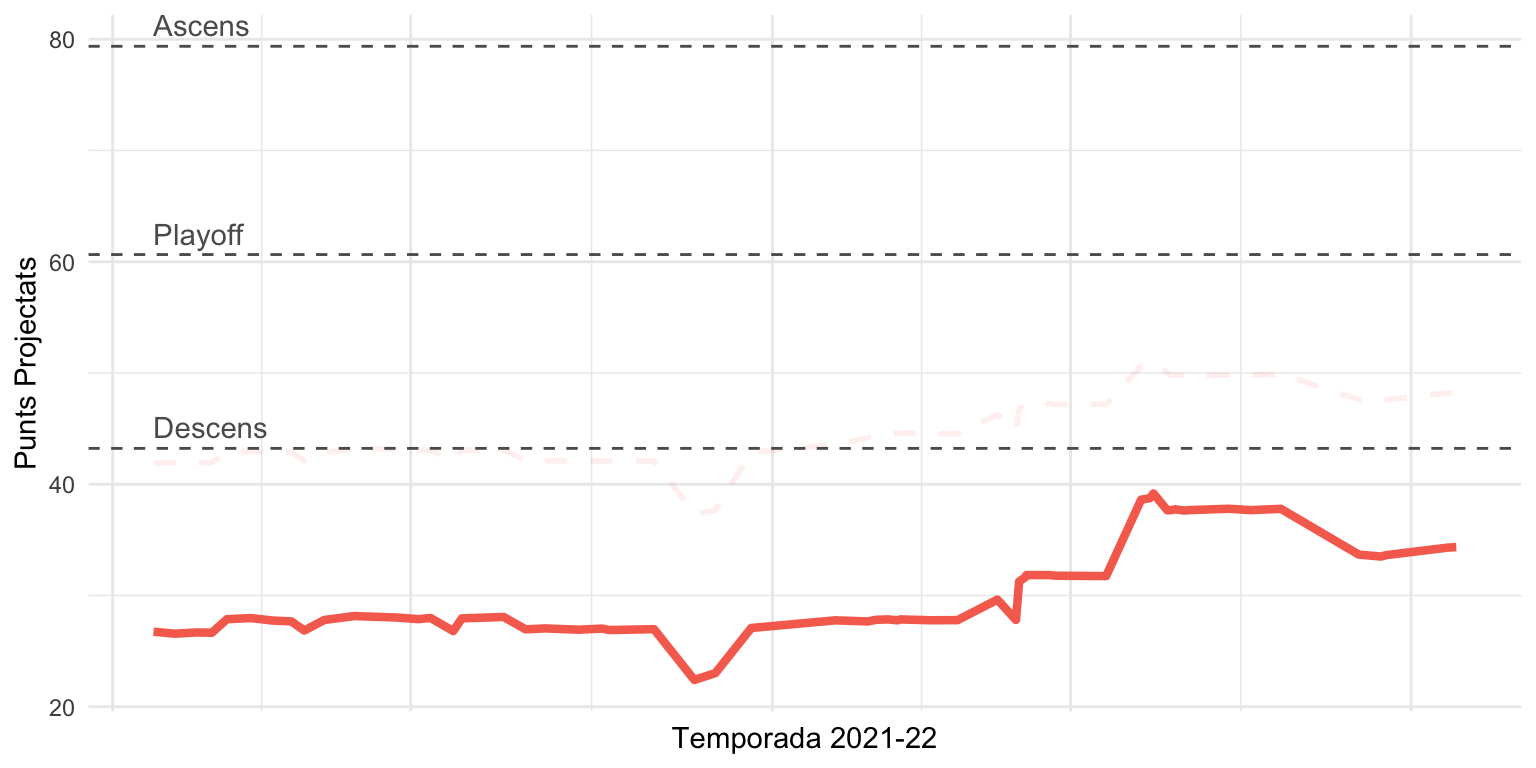 Ascens
80
Playoff
60
Descens
40
20
Punts Projectats
Temporada 2021-22